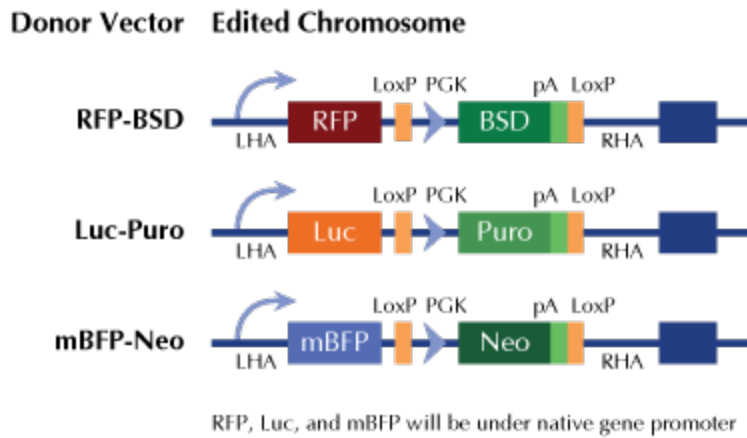 Donor Vector Edited Chromosome
LoxP PGK pA LoxP
RFP-BSD RFP BSD
LHA RHA
LoxP PGK pA LoxP
Luc-Puro Luc Puro
LHA RHA
LoxP PGK pA LoxP
mBFP-Neo mBFP Neo
LHA RHA
RFP, Luc, and mBFP will be under native gene promoter